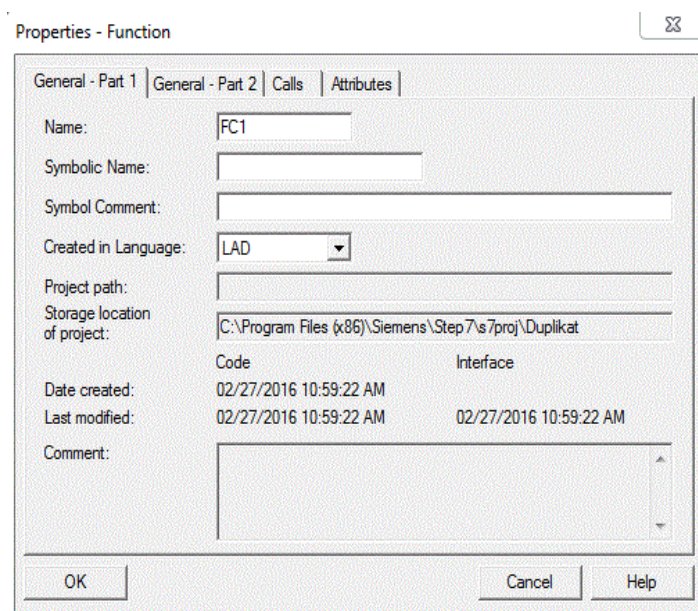 Properties - Function
General - Part 1 General - Part 2 Calls Attributes
Name: FC1
Symbolic Name:
Symbol Comment:
Created in Language: LAD
Project path:
Storage location
of project: C:\Program Files (x86)\Siemens\Step7\s7proj\Duplikat
Code Interface
Date created: 02/27/2016 10:59:22 AM
Last modified: 02/27/2016 10:59:22 AM 02/27/2016 10:59:22 AM
Comment:
OK Cancel Help